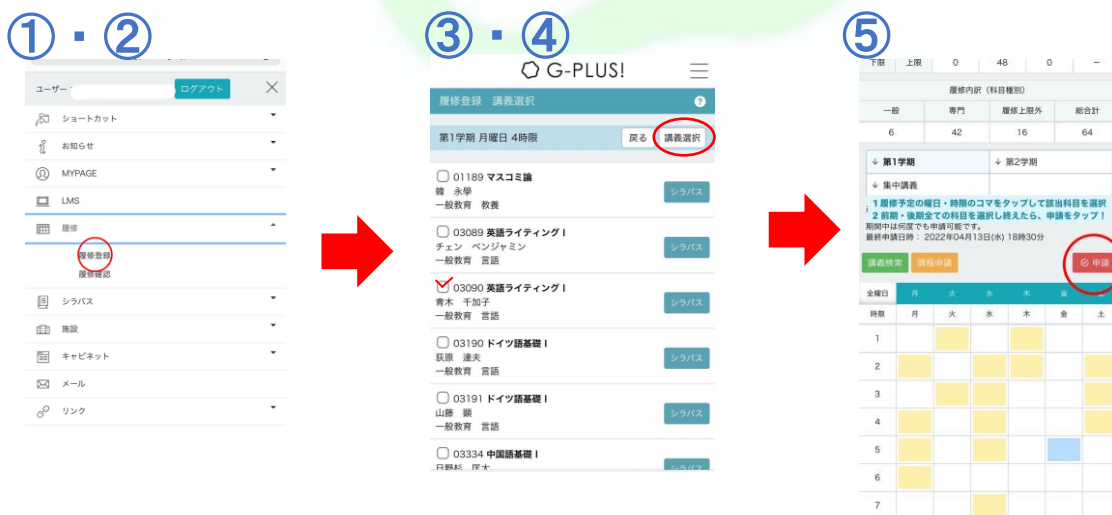 ①・②
ユーザー：
ログアウト
ショートカット
お知らせ
MYPAGE
LMS
履修
履修登録
履修確認
シラバス
施設
キャビネット
メール
リンク
③・④
G-PLUS!
履修登録 講義選択
第1学期 月曜日 4時限
戻る
講義選択
01189 マスコミ論
韓 永學
一般教育 教養
シラバス
03089 英語ライティングⅠ
チェン ベンジャミン
一般教育 言語
シラバス
03090 英語ライティングⅠ
青木 千加子
一般教育 言語
シラバス
03190 ドイツ語基礎Ⅰ
荻原 達夫
一般教育 言語
シラバス
03191 ドイツ語基礎Ⅰ
山藤 顕
一般教育 言語
シラバス
03334 中国語基礎Ⅰ
日野杉 匡大
シラバス
⑤
下限 上限 0 48 0 −
履修内訳（科目種別）
一般 専門 履修上限外 総合計
6 42 16 64
↓ 第1学期 ↓ 第2学期
↓ 集中講義
1 履修予定の曜日・時限のコマをタップして該当科目を選択
2 前期・後期全ての科目を選択し終えたら、申請をタップ！
期間中は何度でも申請可能です。
最終申請日時： 2022年04月13日(水) 18時30分
講義検索
課程申請
申請
全曜日 月 火 水 木 金 土
時限 月 火 水 木 金 土
1
2
3
4
5
6
7